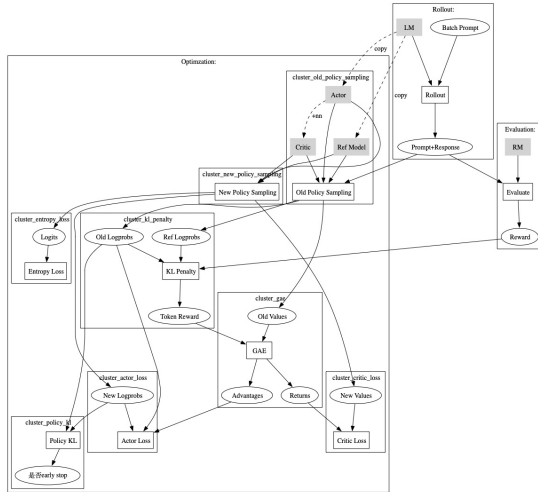 Rollout:
LM
Batch Prompt
copy
Optimzation:
cluster_old_policy_sampling
Actor
copy
Rollout
+nn
Evaluation:
Critic
Ref Model
Prompt+Response
RM
cluster_new_policy_sampling
New Policy Sampling
Old Policy Sampling
Evaluate
cluster_entropy_loss
cluster_kl_penalty
Logits
Old Logprobs
Ref Logprobs
Reward
Entropy Loss
KL Penalty
cluster_gae
Token Reward
Old Values
GAE
cluster_actor_loss
cluster_critic_loss
New Logprobs
Advantages
Returns
New Values
cluster_policy_kl
Policy KL
Actor Loss
Critic Loss
是否early stop